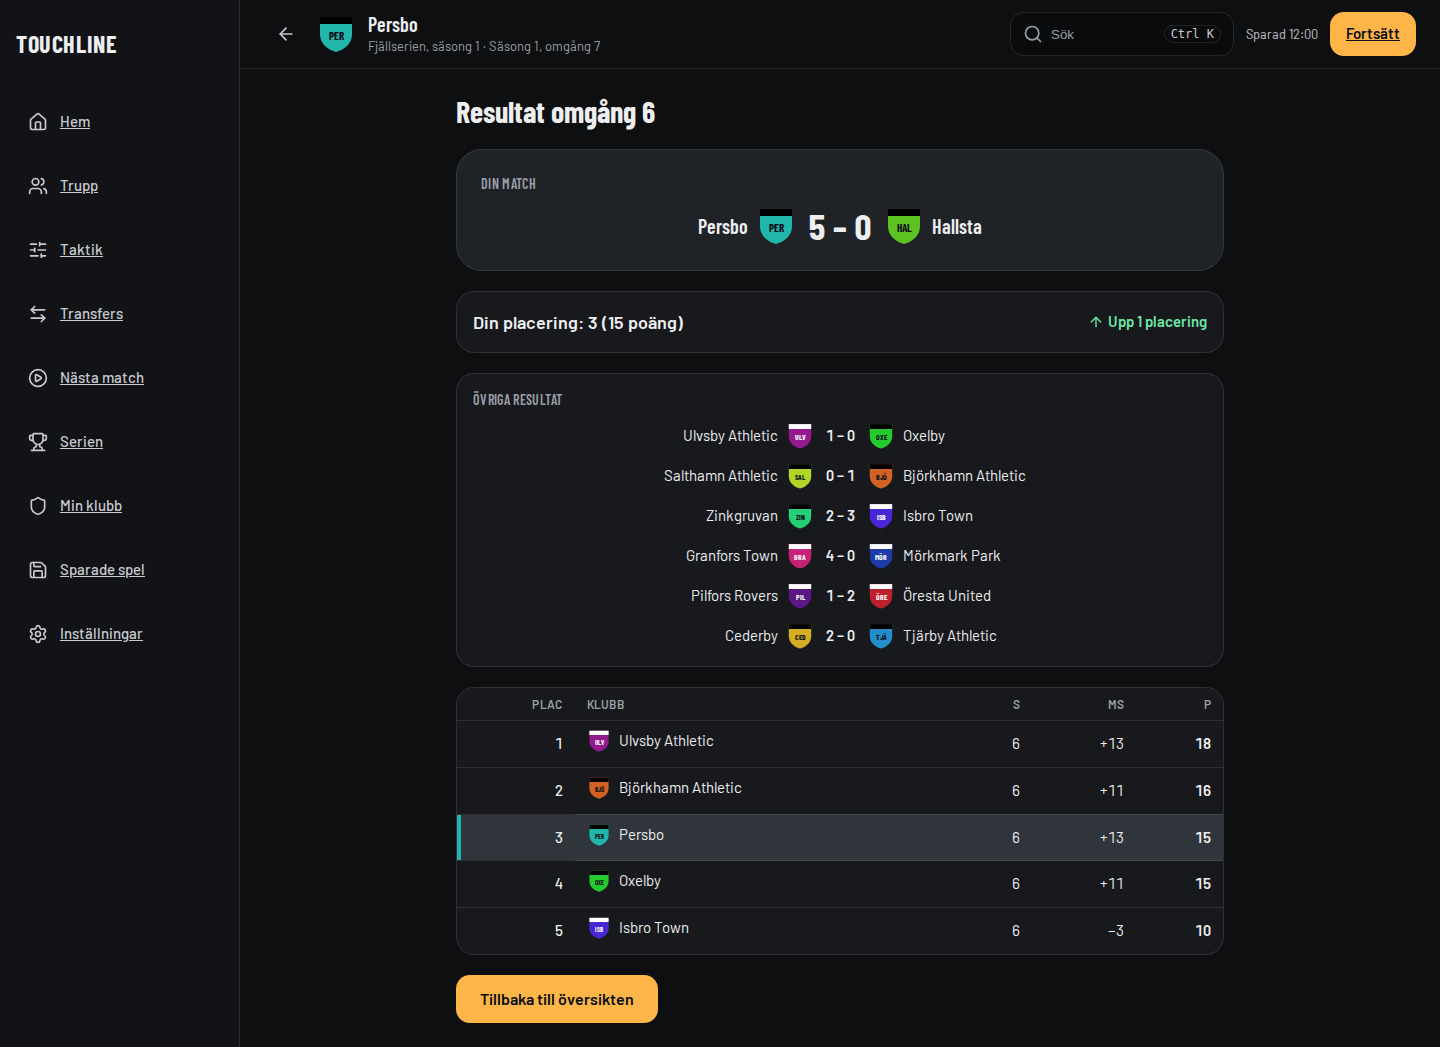 TOUCHLINE
Hem
Trupp
Taktik
Transfers
Nästa match
Serien
Min klubb
Sparade spel
Inställningar
PER
Persbo
Fjällserien, säsong 1 · Säsong 1, omgång 7
Sök Ctrl K
Sparad 12:00
Fortsätt
Resultat omgång 6
DIN MATCH
Persbo PER 5 – 0 HAL Hallsta
Din placering: 3 (15 poäng) Upp 1 placering
ÖVRIGA RESULTAT
Ulvsby Athletic ULV 1 – 0 OXE Oxelby
Salthamn Athletic SAL 0 – 1 BJÖ Björkhamn Athletic
Zinkgruvan ZIN 2 – 3 ISB Isbro Town
Granfors Town GRA 4 – 0 MÖR Mörkmark Park
Pilfors Rovers PIL 1 – 2 ÖRE Öresta United
Cederby CED 2 – 0 TJÄ Tjärby Athletic
PLAC KLUBB S MS P
1 ULV Ulvsby Athletic 6 +13 18
2 BJÖ Björkhamn Athletic 6 +11 16
3 PER Persbo 6 +13 15
4 OXE Oxelby 6 +11 15
5 ISB Isbro Town 6 −3 10
Tillbaka till översikten